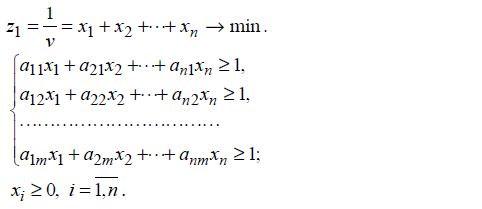 z₁ = 1/v = x₁ + x₂ + ⋯ + xₙ → min .
a₁₁x₁ + a₂₁x₂ + ⋯ + aₙ₁xₙ ≥ 1,
a₁₂x₁ + a₂₂x₂ + ⋯ + aₙ₂xₙ ≥ 1,
................................
a₁ₘx₁ + a₂ₘx₂ + ⋯ + aₙₘxₙ ≥ 1;
xᵢ ≥ 0, i = 1,n̅ .